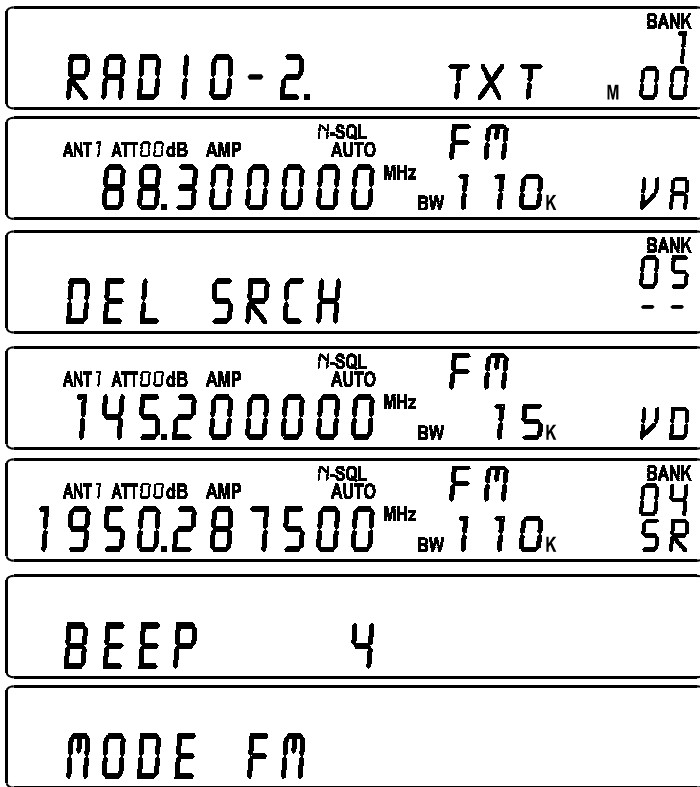 BANK
1
RADIO-2. TXT M 00
N-SQL FM
ANT1 ATT00dB AMP AUTO
88.300000 MHz BW 110K VA
BANK
05
DEL SRCH --
N-SQL FM
ANT1 ATT00dB AMP AUTO
145.200000 MHz BW 15K VD
N-SQL FM BANK
ANT1 ATT00dB AMP AUTO 04
1950.287500 MHz BW 110K SR
BEEP 4
MODE FM